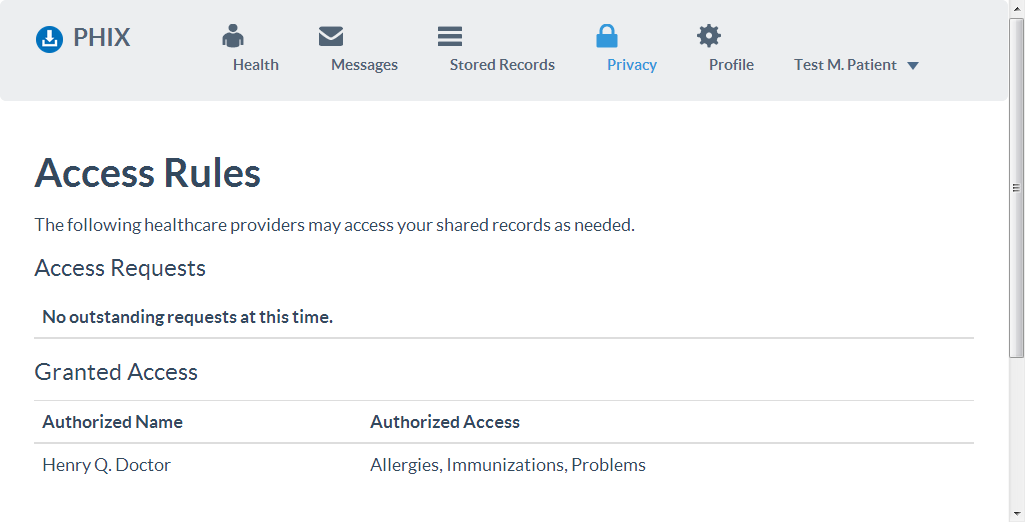 PHIX
Health
Messages
Stored Records
Privacy
Profile
Test M. Patient
Access Rules
The following healthcare providers may access your shared records as needed.
Access Requests
No outstanding requests at this time.
Granted Access
Authorized Name Authorized Access
Henry Q. Doctor Allergies, Immunizations, Problems